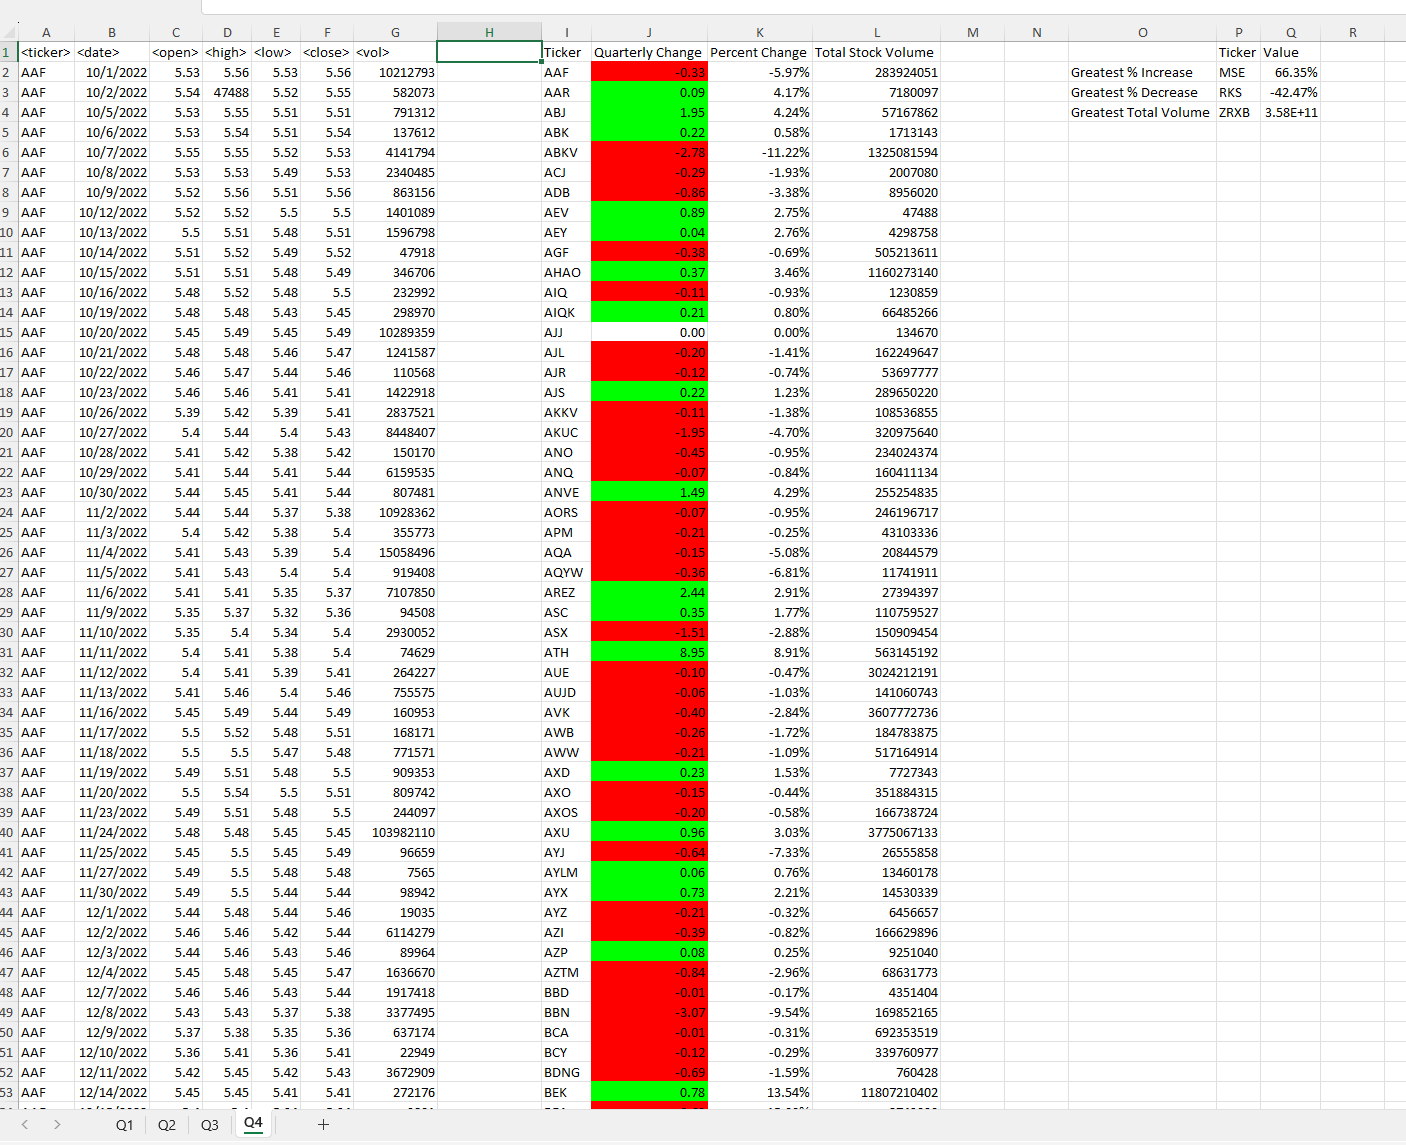 A B C D E F G H I J K L M N O P Q R
1 <ticker> <date> <open> <high> <low> <close> <vol> Ticker Quarterly Change Percent Change Total Stock Volume Ticker Value
2 AAF 10/1/2022 5.53 5.56 5.53 5.56 10212793 AAF -0.33 -5.97% 283924051 Greatest % Increase MSE 66.35%
3 AAF 10/2/2022 5.54 47488 5.52 5.55 582073 AAR 0.09 4.17% 7180097 Greatest % Decrease RKS -42.47%
4 AAF 10/5/2022 5.53 5.55 5.51 5.51 791312 ABJ 1.95 4.24% 57167862 Greatest Total Volume ZRXB 3.58E+11
5 AAF 10/6/2022 5.53 5.54 5.51 5.54 137612 ABK 0.22 0.58% 1713143
6 AAF 10/7/2022 5.55 5.55 5.52 5.53 4141794 ABKV -2.78 -11.22% 1325081594
7 AAF 10/8/2022 5.53 5.53 5.49 5.53 2340485 ACJ -0.29 -1.93% 2007080
8 AAF 10/9/2022 5.52 5.56 5.51 5.56 863156 ADB -0.86 -3.38% 8956020
9 AAF 10/12/2022 5.52 5.52 5.5 5.5 1401089 AEV 0.89 2.75% 47488
10 AAF 10/13/2022 5.5 5.51 5.48 5.51 1596798 AEY 0.04 2.76% 4298758
11 AAF 10/14/2022 5.51 5.52 5.49 5.52 47918 AGF -0.38 -0.69% 505213611
12 AAF 10/15/2022 5.51 5.51 5.48 5.49 346706 AHAO 0.37 3.46% 1160273140
13 AAF 10/16/2022 5.48 5.52 5.48 5.5 232992 AIQ -0.11 -0.93% 1230859
14 AAF 10/19/2022 5.48 5.48 5.43 5.45 298970 AIQK 0.21 0.80% 66485266
15 AAF 10/20/2022 5.45 5.49 5.45 5.49 10289359 AJJ 0.00 0.00% 134670
16 AAF 10/21/2022 5.48 5.48 5.46 5.47 1241587 AJL -0.20 -1.41% 162249647
17 AAF 10/22/2022 5.46 5.47 5.44 5.46 110568 AJR -0.12 -0.74% 53697777
18 AAF 10/23/2022 5.46 5.46 5.41 5.41 1422918 AJS 0.22 1.23% 289650220
19 AAF 10/26/2022 5.39 5.42 5.39 5.41 2837521 AKKV -0.11 -1.38% 108536855
20 AAF 10/27/2022 5.4 5.44 5.4 5.43 8448407 AKUC -1.95 -4.70% 320975640
21 AAF 10/28/2022 5.41 5.42 5.38 5.42 150170 ANO -0.45 -0.95% 234024374
22 AAF 10/29/2022 5.41 5.44 5.41 5.44 6159535 ANQ -0.07 -0.84% 160411134
23 AAF 10/30/2022 5.44 5.45 5.41 5.44 807481 ANVE 1.49 4.29% 255254835
24 AAF 11/2/2022 5.44 5.44 5.37 5.38 10928362 AORS -0.07 -0.95% 246196717
25 AAF 11/3/2022 5.4 5.42 5.38 5.4 355773 APM -0.21 -0.25% 43103336
26 AAF 11/4/2022 5.41 5.43 5.39 5.4 15058496 AQA -0.15 -5.08% 20844579
27 AAF 11/5/2022 5.41 5.43 5.4 5.4 919408 AQYW -0.36 -6.81% 11741911
28 AAF 11/6/2022 5.41 5.41 5.35 5.37 7107850 AREZ 2.44 2.91% 27394397
29 AAF 11/9/2022 5.35 5.37 5.32 5.36 94508 ASC 0.35 1.77% 110759527
30 AAF 11/10/2022 5.35 5.4 5.34 5.4 2930052 ASX -1.51 -2.88% 150909454
31 AAF 11/11/2022 5.4 5.41 5.38 5.4 74629 ATH 8.95 8.91% 563145192
32 AAF 11/12/2022 5.4 5.41 5.39 5.41 264227 AUE -0.10 -0.47% 3024212191
33 AAF 11/13/2022 5.41 5.46 5.4 5.46 755575 AUJD -0.06 -1.03% 141060743
34 AAF 11/16/2022 5.45 5.49 5.44 5.49 160953 AVK -0.40 -2.84% 3607772736
35 AAF 11/17/2022 5.5 5.52 5.48 5.51 168171 AWB -0.26 -1.72% 184783875
36 AAF 11/18/2022 5.5 5.5 5.47 5.48 771571 AWW -0.21 -1.09% 517164914
37 AAF 11/19/2022 5.49 5.51 5.48 5.5 909353 AXD 0.23 1.53% 7727343
38 AAF 11/20/2022 5.5 5.54 5.5 5.51 809742 AXO -0.15 -0.44% 351884315
39 AAF 11/23/2022 5.49 5.51 5.48 5.5 244097 AXOS -0.20 -0.58% 166738724
40 AAF 11/24/2022 5.48 5.48 5.45 5.45 103982110 AXU 0.96 3.03% 3775067133
41 AAF 11/25/2022 5.45 5.5 5.45 5.49 96659 AYJ -0.64 -7.33% 26555858
42 AAF 11/27/2022 5.49 5.5 5.48 5.48 7565 AYLM 0.06 0.76% 13460178
43 AAF 11/30/2022 5.49 5.5 5.44 5.44 98942 AYX 0.73 2.21% 14530339
44 AAF 12/1/2022 5.44 5.48 5.44 5.46 19035 AYZ -0.21 -0.32% 6456657
45 AAF 12/2/2022 5.46 5.46 5.42 5.44 6114279 AZI -0.39 -0.82% 166629896
46 AAF 12/3/2022 5.44 5.46 5.43 5.46 89964 AZP 0.08 0.25% 9251040
47 AAF 12/4/2022 5.45 5.48 5.45 5.47 1636670 AZTM -0.84 -2.96% 68631773
48 AAF 12/7/2022 5.46 5.46 5.43 5.44 1917418 BBD -0.01 -0.17% 4351404
49 AAF 12/8/2022 5.43 5.43 5.37 5.38 3377495 BBN -3.07 -9.54% 169852165
50 AAF 12/9/2022 5.37 5.38 5.35 5.36 637174 BCA -0.01 -0.31% 692353519
51 AAF 12/10/2022 5.36 5.41 5.36 5.41 22949 BCY -0.12 -0.29% 339760977
52 AAF 12/11/2022 5.42 5.45 5.42 5.43 3672909 BDNG -0.69 -1.59% 760428
53 AAF 12/14/2022 5.45 5.45 5.41 5.41 272176 BEK 0.78 13.54% 11807210402
Q1 Q2 Q3 Q4 +